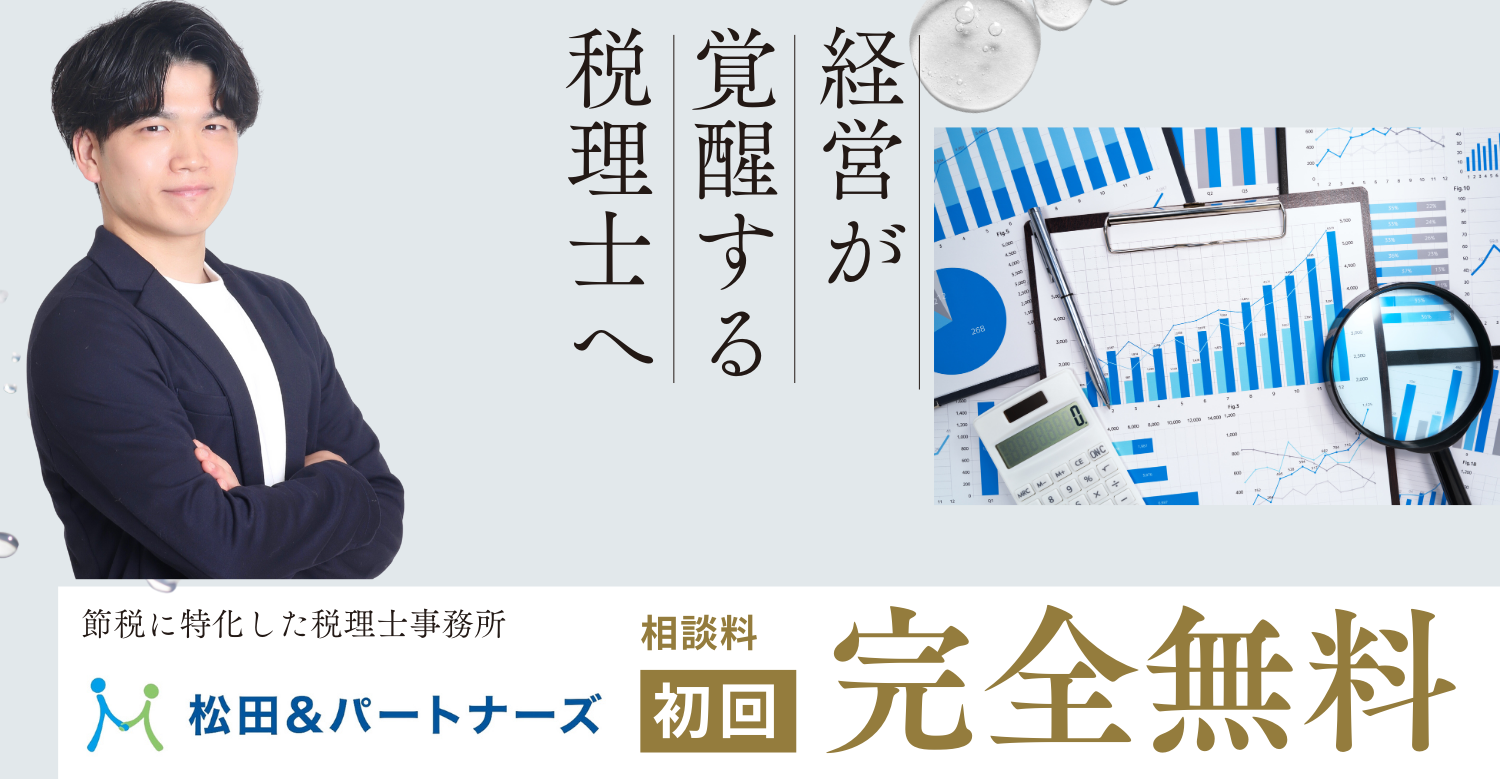 経営が
覚醒する
税理士へ
節税に特化した税理士事務所
松田&パートナーズ
相談料
初回
完全無料